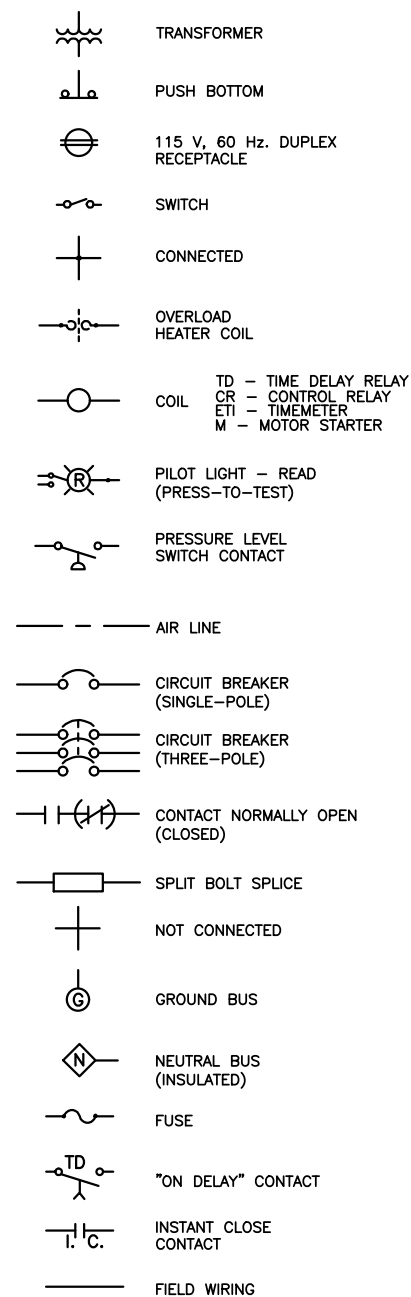 TRANSFORMER
PUSH BOTTOM
115 V, 60 Hz. DUPLEX
RECEPTACLE
SWITCH
CONNECTED
OVERLOAD
HEATER COIL
COIL
TD – TIME DELAY RELAY
CR – CONTROL RELAY
ETI – TIMEMETER
M – MOTOR STARTER
R
PILOT LIGHT – READ
(PRESS–TO–TEST)
PRESSURE LEVEL
SWITCH CONTACT
AIR LINE
CIRCUIT BREAKER
(SINGLE–POLE)
CIRCUIT BREAKER
(THREE–POLE)
CONTACT NORMALLY OPEN
(CLOSED)
SPLIT BOLT SPLICE
NOT CONNECTED
G
GROUND BUS
N
NEUTRAL BUS
(INSULATED)
FUSE
TD
"ON DELAY" CONTACT
I. C.
INSTANT CLOSE
CONTACT
FIELD WIRING